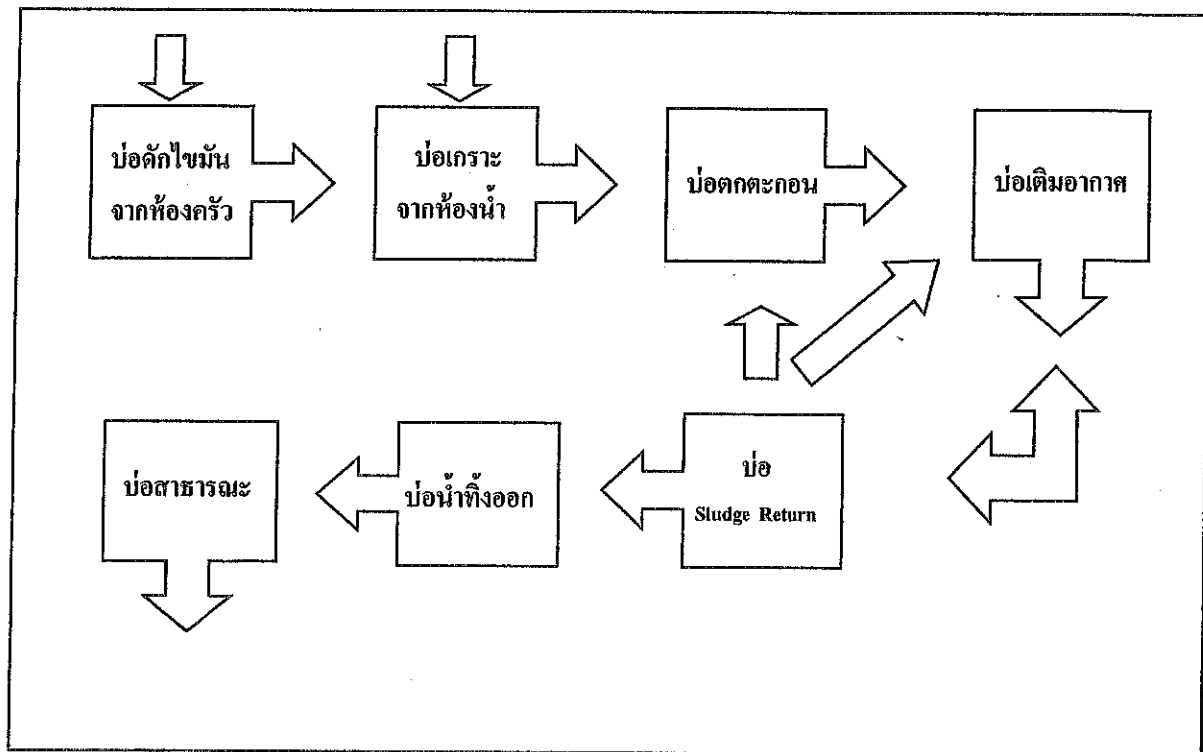 บ่อดักไขมัน
จากห้องครัว
บ่อเกราะ
จากห้องน้ำ
บ่อตกตะกอน
บ่อเติมอากาศ
บ่อสาธารณะ
บ่อน้ำทิ้งออก
บ่อ
Sludge Return